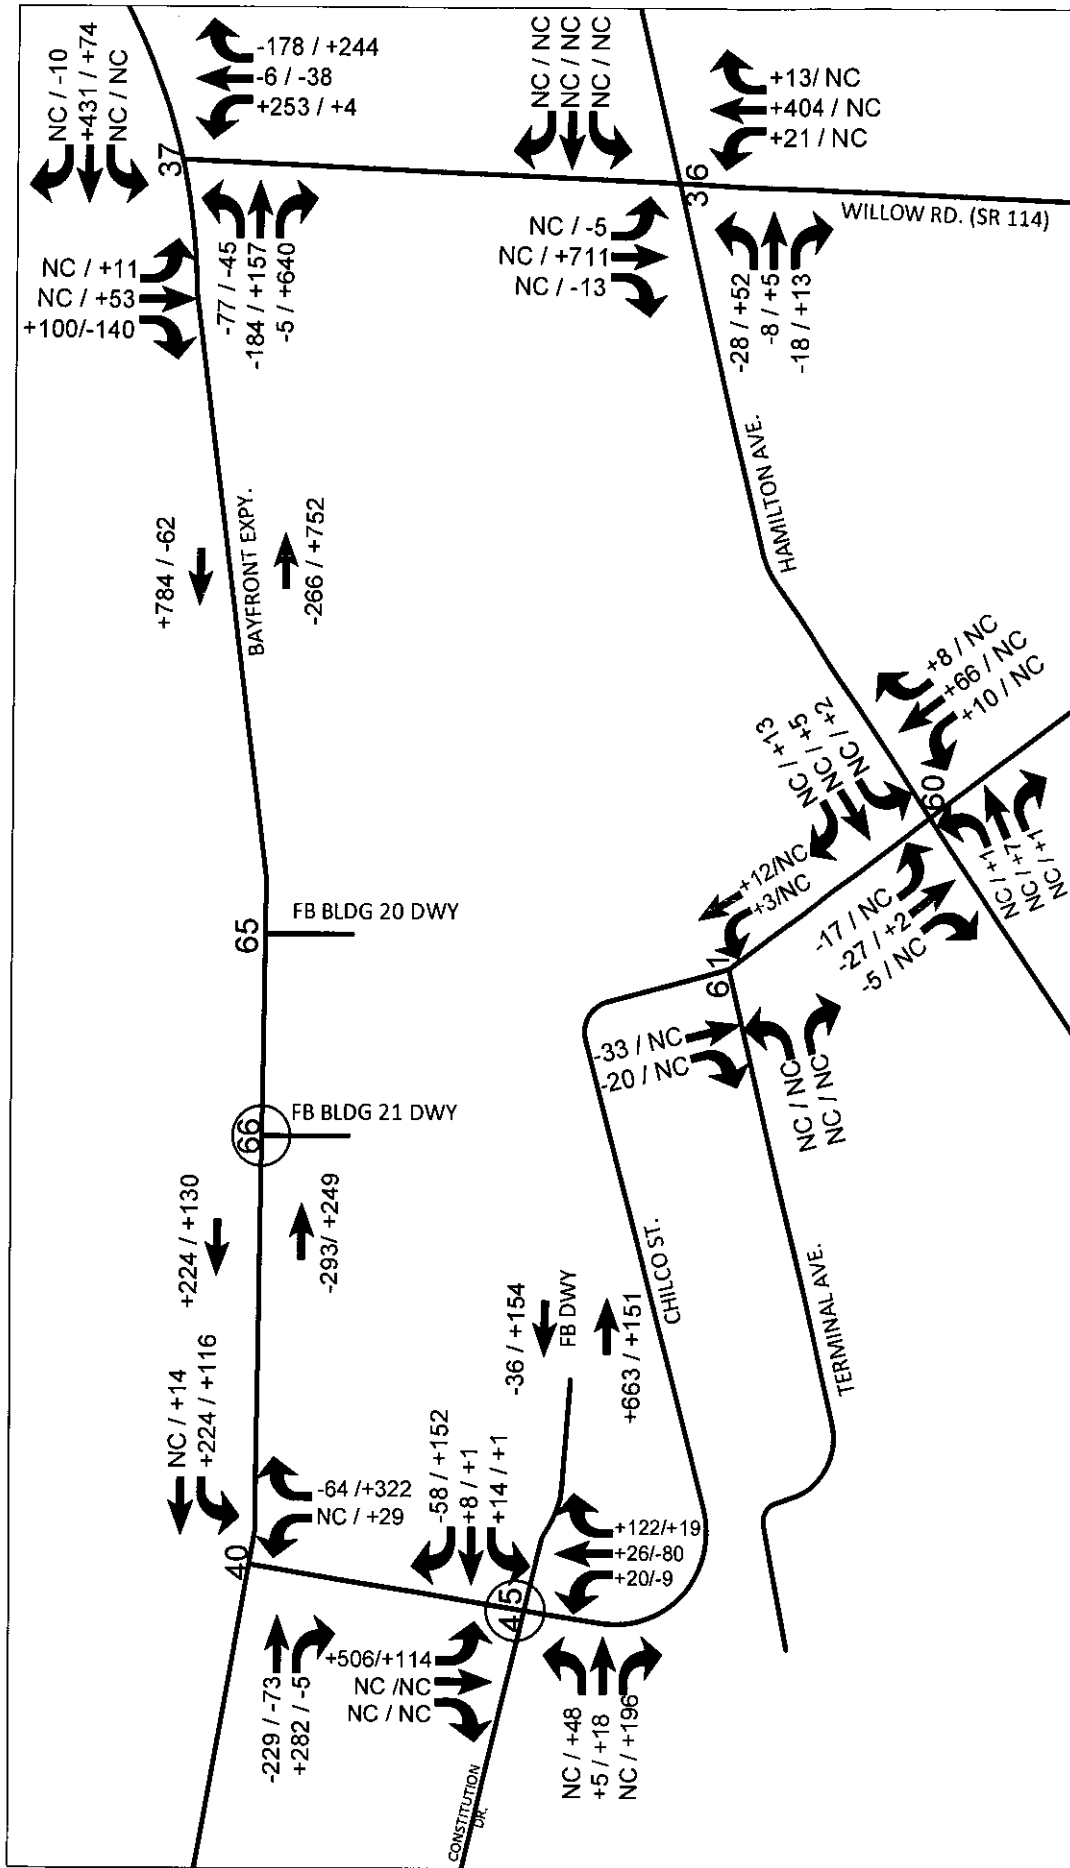 NC / -10
+431 / +74
NC / NC
-178 / +244
-6 / -38
+253 / +4
37
NC / +11
NC / +53
+100/-140
-77 / -45
-184 / +157
-5 / +640
NC / NC
NC / NC
NC / NC
+13/ NC
+404 / NC
+21 / NC
36
WILLOW RD. (SR 114)
NC / -5
NC / +711
NC / -13
-28 / +52
-8 / +5
-18 / +13
+784 / -62
BAYFRONT EXPY.
-266 / +752
HAMILTON AVE.
65
FB BLDG 20 DWY
66
FB BLDG 21 DWY
+224 / +130
-293/ +249
NC / +13
NC / +5
NC / +2
+8 / NC
+66 / NC
+10 / NC
60
+12/NC
+3/NC
-17 / NC
-27 / +2
-5 / NC
NC / +1
NC / +7
NC / +1
61
-33 / NC
-20 / NC
NC / NC
NC / NC
CHILCO ST.
TERMINAL AVE.
-36 / +154
FB DWY
+663 / +151
NC / +14
+224 / +116
40
-64 /+322
NC / +29
-229 / -73
+282 / -5
-58 / +152
+8 / +1
+14 / +1
45
+122/+19
+26/-80
+20/-9
+506/+114
NC /NC
NC / NC
NC / +48
+5 / +18
NC / +196
CONSTITUTION
DR.